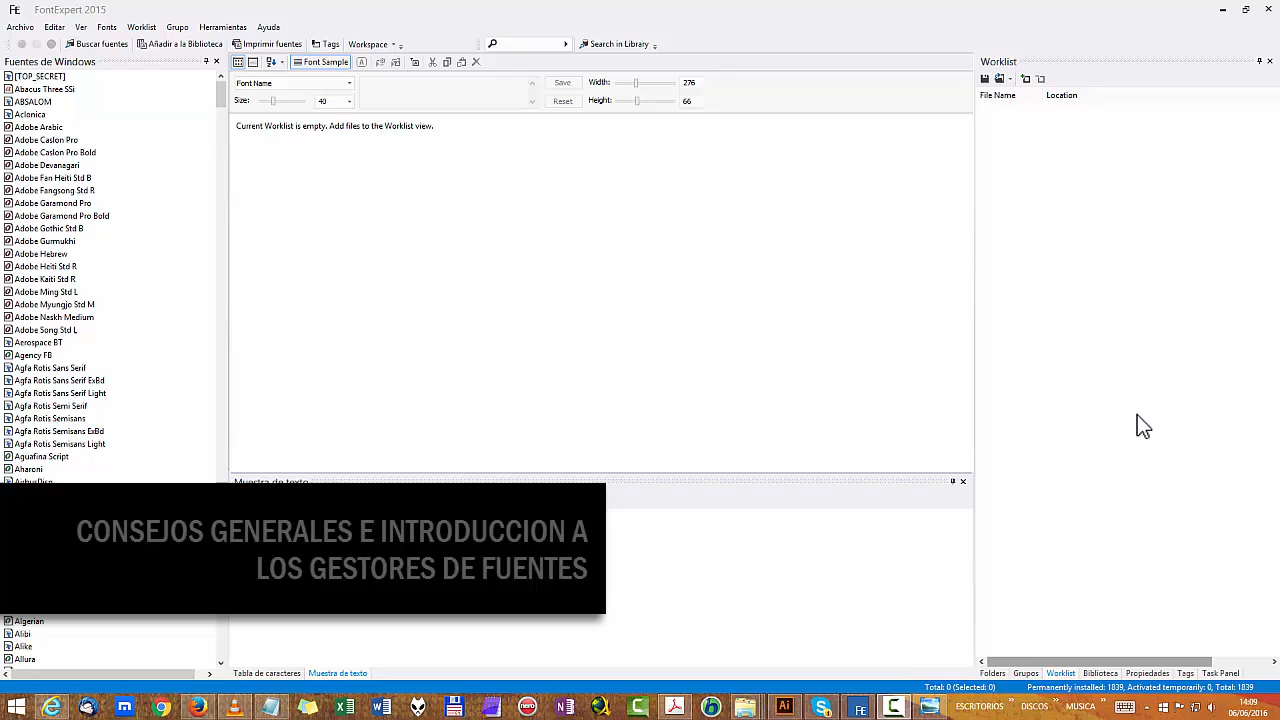 FontExpert 2015
Archivo Editar Ver Fonts Worklist Grupo Herramientas Ayuda
Buscar fuentes Añadir a la Biblioteca Imprimir fuentes Tags Workspace Search in Library
Fuentes de Windows
[TOP_SECRET]
Abacus Three SSi
ABSALOM
Aclonica
Adobe Arabic
Adobe Caslon Pro
Adobe Caslon Pro Bold
Adobe Devanagari
Adobe Fan Heiti Std B
Adobe Fangsong Std R
Adobe Garamond Pro
Adobe Garamond Pro Bold
Adobe Gothic Std B
Adobe Gurmukhi
Adobe Hebrew
Adobe Heiti Std R
Adobe Kaiti Std R
Adobe Ming Std L
Adobe Myungjo Std M
Adobe Naskh Medium
Adobe Song Std L
Aerospace BT
Agency FB
Agfa Rotis Sans Serif
Agfa Rotis Sans Serif ExBd
Agfa Rotis Sans Serif Light
Agfa Rotis Semi Serif
Agfa Rotis Semisans
Agfa Rotis Semisans ExBd
Agfa Rotis Semisans Light
Aguafina Script
Aharoni
Algerian
Alibi
Alike
Allura
Font Sample
Font Name Save Width: 276
Size: 40 Reset Height: 66
Current Worklist is empty. Add files to the Worklist view.
Muestra de texto
CONSEJOS GENERALES E INTRODUCCION A
LOS GESTORES DE FUENTES
Tabla de caracteres Muestra de texto
Worklist
File Name Location
Folders Grupos Worklist Biblioteca Propiedades Tags Task Panel
Total: 0 (Selected: 0) Permanently installed: 1839, Activated temporarily: 0, Total: 1839
ESCRITORIOS DISCOS MUSICA
14:09
06/06/2016